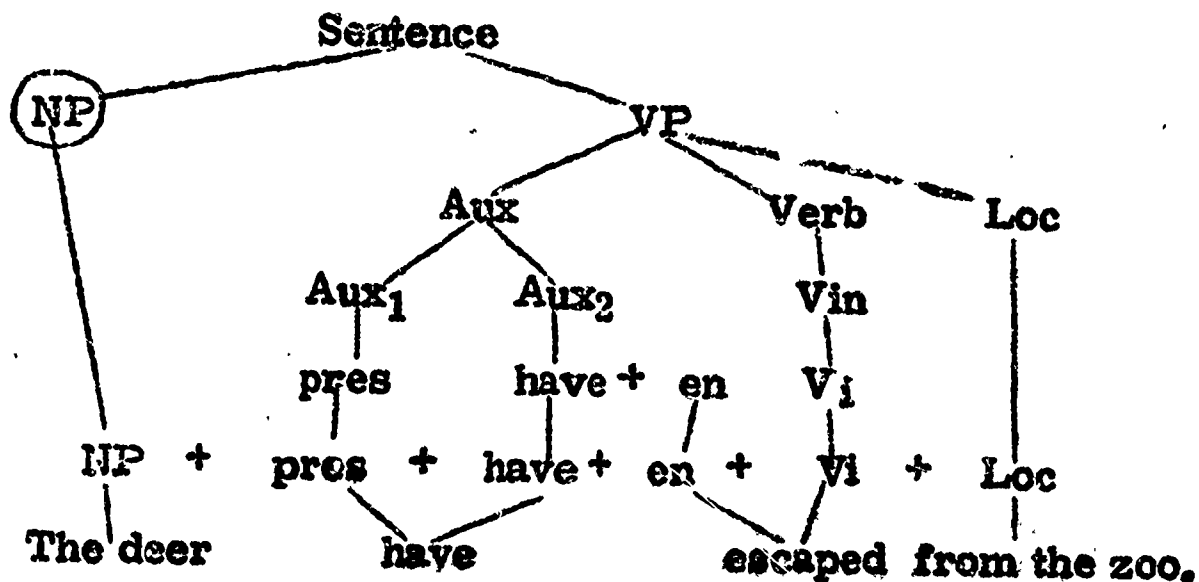 Sentence
NP VP
Aux Verb Loc
Aux1 Aux2 Vin
pres have + en Vi
NP + pres + have + en + Vi + Loc
The deer have escaped from the zoo.